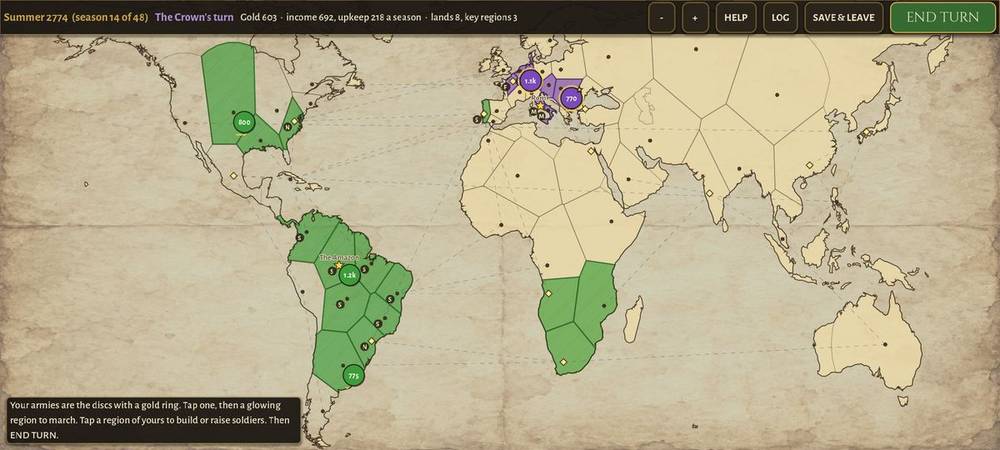 Summer 2774 (season 14 of 48) The Crown's turn Gold 603 · income 692, upkeep 218 a season · lands 8, key regions 3
- + HELP LOG SAVE & LEAVE END TURN
1.1k
770
800
N
S
M
S
The Amazon
S
S
1.2k
S
S
S
N
775
Your armies are the discs with a gold ring. Tap one, then a glowing
region to march. Tap a region of yours to build or raise soldiers. Then
END TURN.